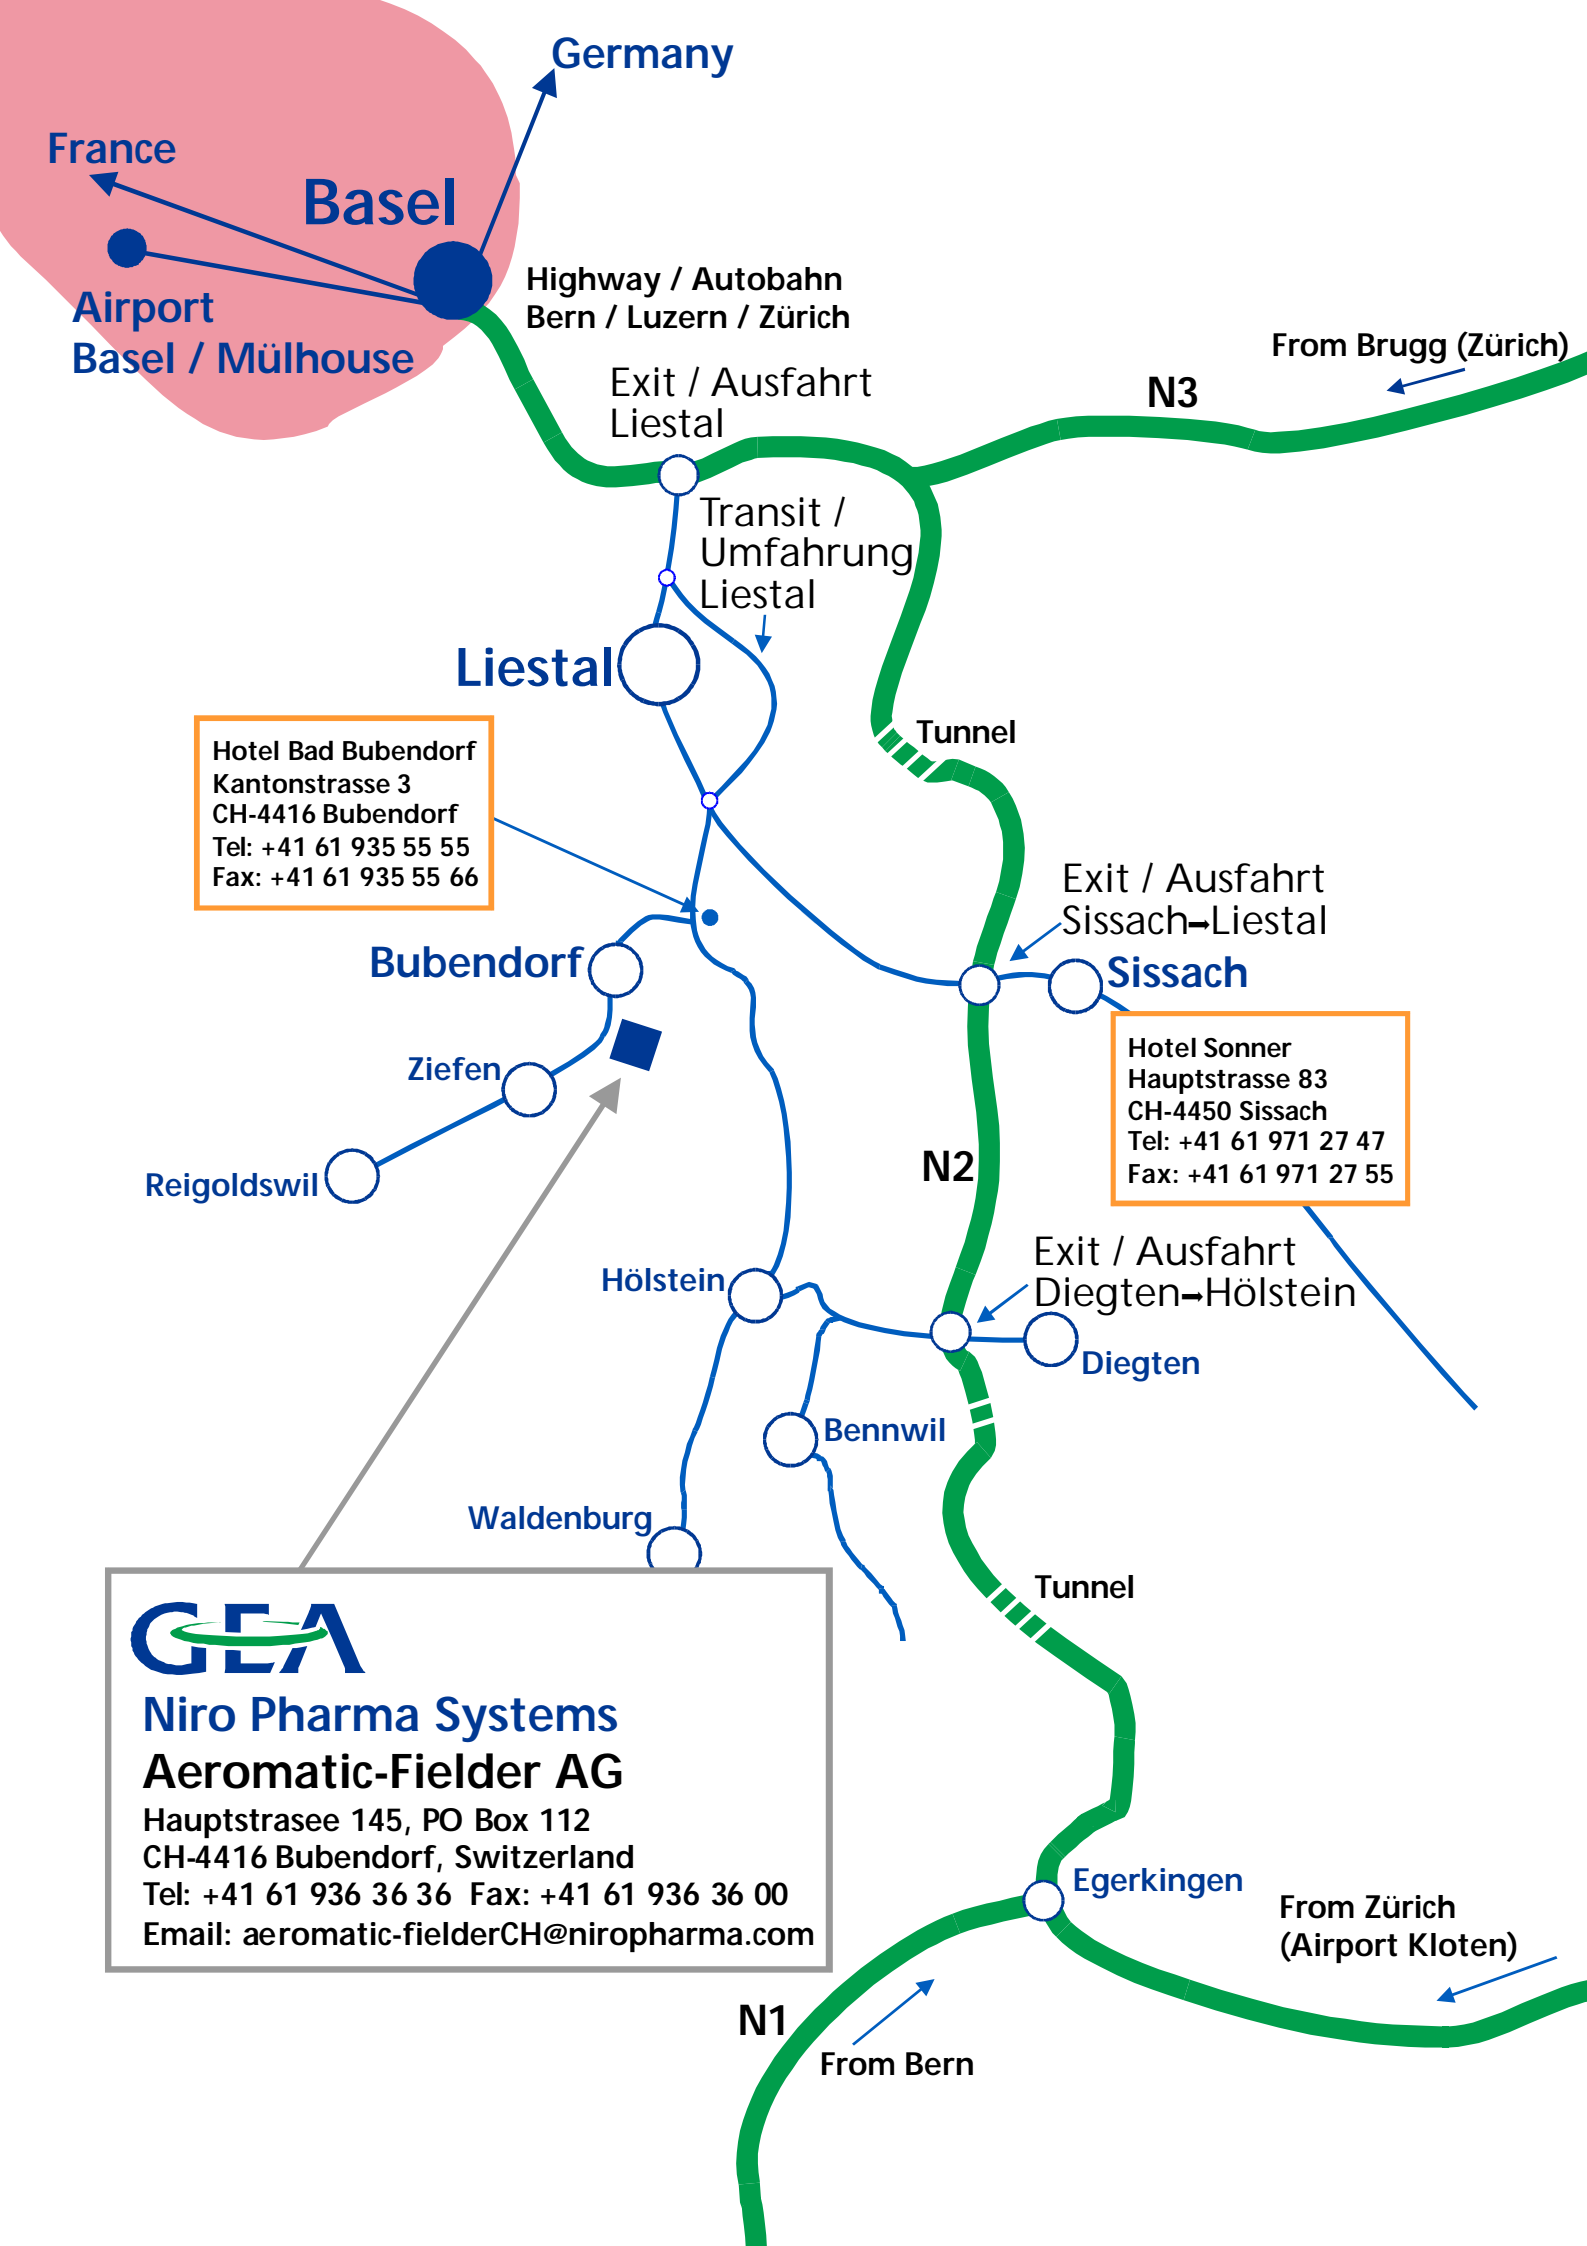 Germany
France
Basel
Airport
Basel / Mülhouse
Highway / Autobahn
Bern / Luzern / Zürich
From Brugg (Zürich)
N3
Exit / Ausfahrt
Liestal
Transit /
Umfahrung
Liestal
Liestal
Tunnel
Hotel Bad Bubendorf
Kantonstrasse 3
CH-4416 Bubendorf
Tel: +41 61 935 55 55
Fax: +41 61 935 55 66
Exit / Ausfahrt
Sissach➞Liestal
Bubendorf
Sissach
Hotel Sonner
Hauptstrasse 83
CH-4450 Sissach
Tel: +41 61 971 27 47
Fax: +41 61 971 27 55
Ziefen
Reigoldswil
N2
Exit / Ausfahrt
Diegten➞Hölstein
Hölstein
Diegten
Bennwil
Waldenburg
Tunnel
GEA
Niro Pharma Systems
Aeromatic-Fielder AG
Hauptstrasee 145, PO Box 112
CH-4416 Bubendorf, Switzerland
Tel: +41 61 936 36 36 Fax: +41 61 936 36 00
Email: aeromatic-fielderCH@niropharma.com
Egerkingen
From Zürich
(Airport Kloten)
N1
From Bern